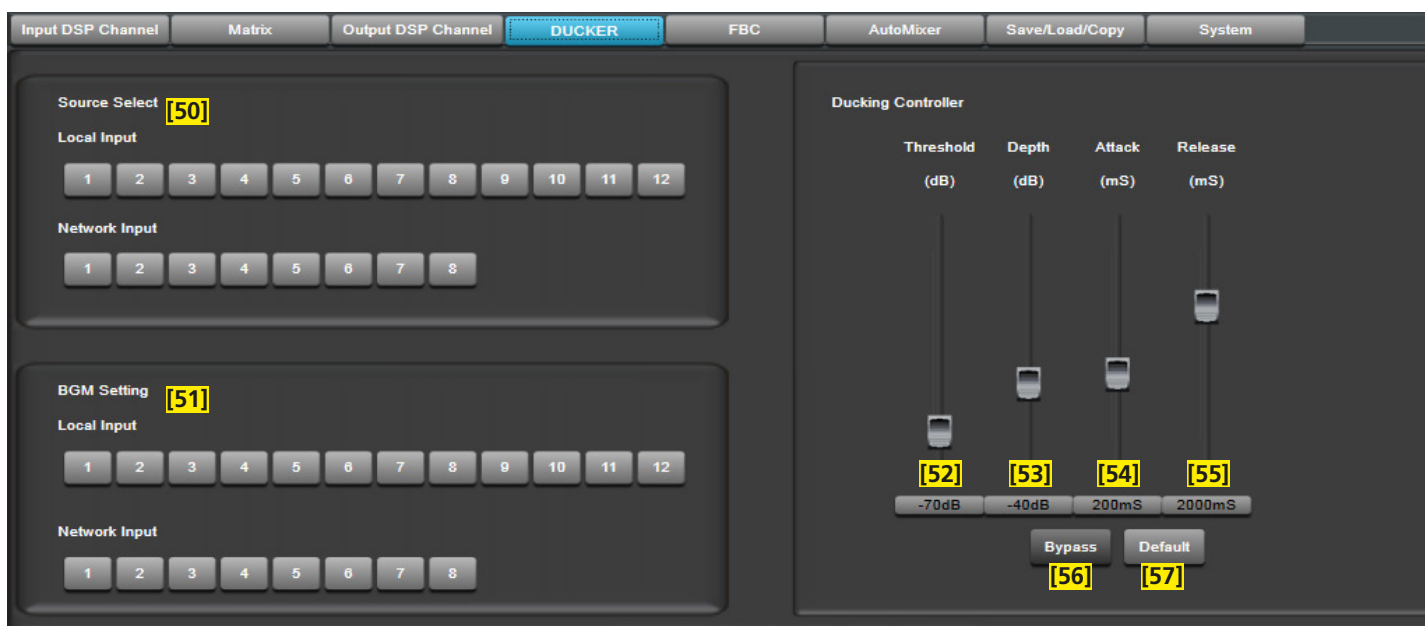 Input DSP Channel Matrix Output DSP Channel DUCKER FBC AutoMixer Save/Load/Copy System
Source Select [50]
Local Input
1 2 3 4 5 6 7 8 9 10 11 12
Network Input
1 2 3 4 5 6 7 8
BGM Setting [51]
Local Input
1 2 3 4 5 6 7 8 9 10 11 12
Network Input
1 2 3 4 5 6 7 8
Ducking Controller
Threshold Depth Attack Release
(dB) (dB) (mS) (mS)
[52] [53] [54] [55]
-70dB -40dB 200mS 2000mS
Bypass Default
[56] [57]